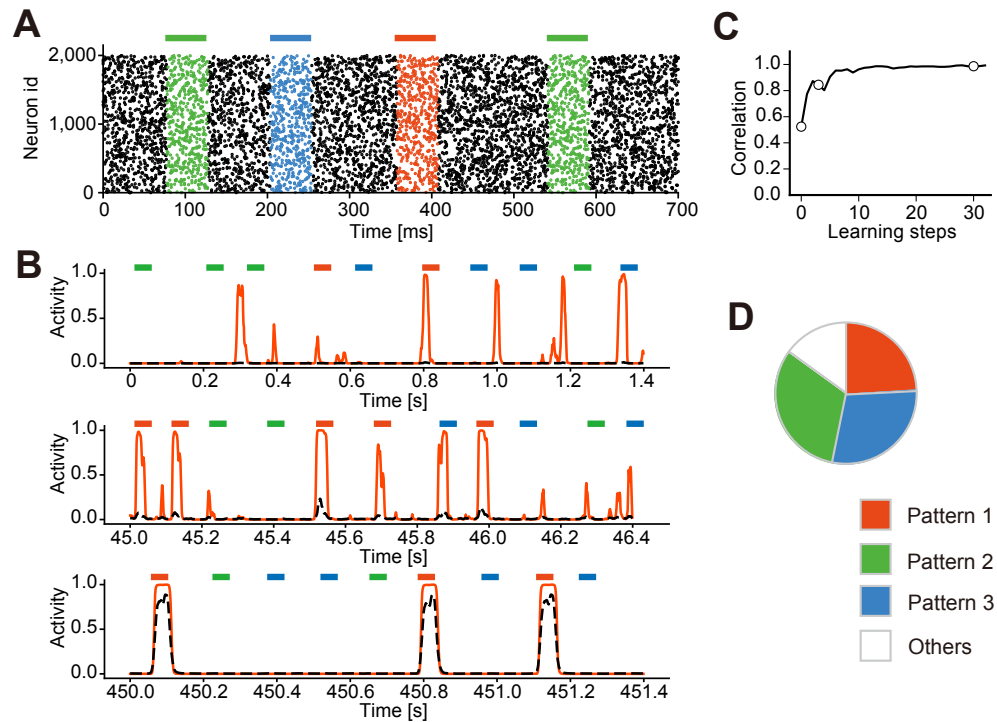 A
2,000
1,000
0
Neuron id
0 100 200 300 400 500 600 700
Time [ms]
B
1.0
0.5
0.0
Activity
0 0.2 0.4 0.6 0.8 1.0 1.2 1.4
Time [s]
1.0
0.5
0.0
Activity
45.0 45.2 45.4 45.6 45.8 46.0 46.2 46.4
Time [s]
1.0
0.5
0.0
Activity
450.0 450.2 450.4 450.6 450.8 451.0 451.2 451.4
Time [s]
C
1.0
0.8
0.6
0.4
0.2
0.0
Correlation
0 10 20 30
Learning steps
D
Pattern 1
Pattern 2
Pattern 3
Others